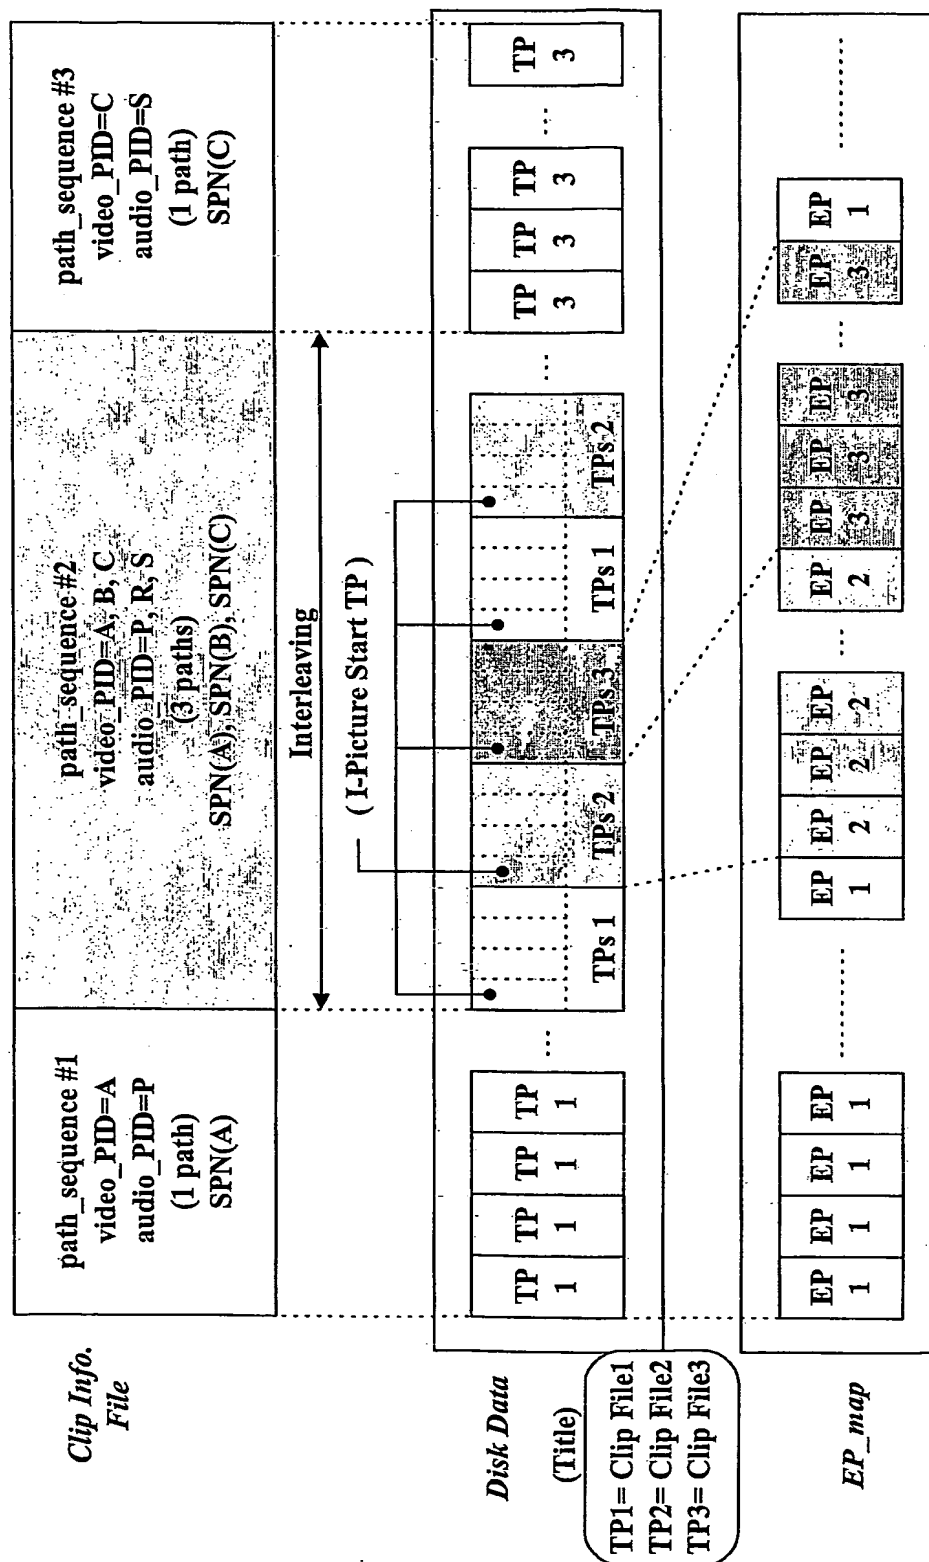 Clip Info.
File
path_sequence #1
video_PID=A
audio_PID=P
(1 path)
SPN(A)
path_sequence #2
video_PID=A, B, C
audio_PID=P, R, S
(3 paths)
SPN(A), SPN(B), SPN(C)
path_sequence #3
video_PID=C
audio_PID=S
(1 path)
SPN(C)
Interleaving
( I-Picture Start TP )
Disk Data
(Title)
TP1= Clip File1
TP2= Clip File2
TP3= Clip File3
TP
1
TP
1
TP
1
TP
1
TPs 1
TPs 2
TPs 3
TPs 1
TPs 2
TP
3
TP
3
TP
3
TP
3
EP_map
EP
1
EP
1
EP
1
EP
1
EP
1
EP
2
EP
2
EP
2
EP
2
EP
3
EP
3
EP
3
EP
3
EP
1